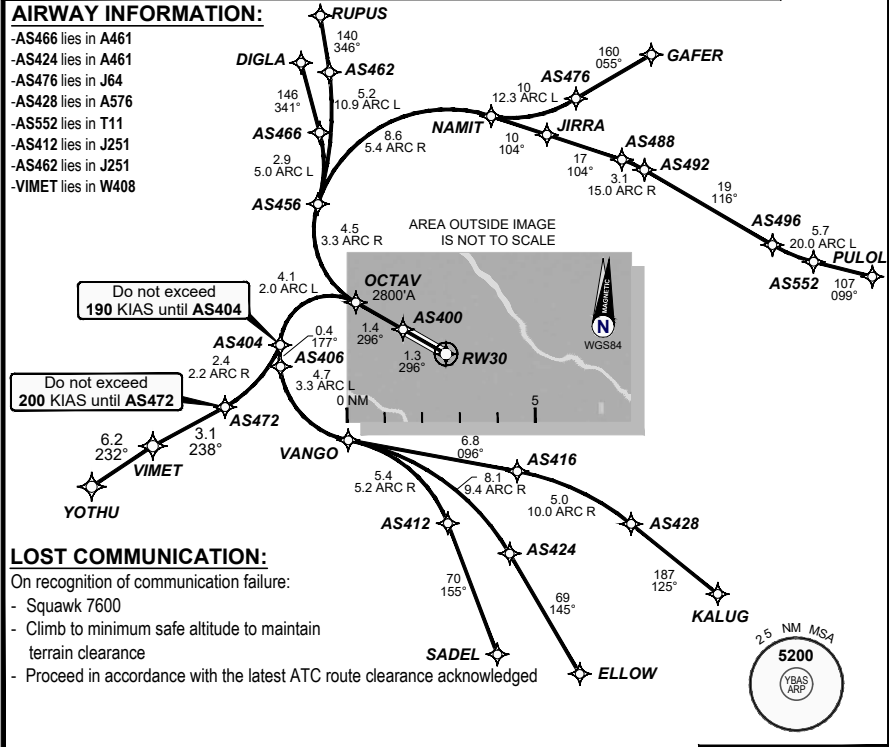 AIRWAY INFORMATION:
-AS466 lies in A461
-AS424 lies in A461
-AS476 lies in J64
-AS428 lies in A576
-AS552 lies in T11
-AS412 lies in J251
-AS462 lies in J251
-VIMET lies in W408
RUPUS
140
346°
DIGLA
AS462
146
341°
5.2
10.9 ARC L
AS466
2.9
5.0 ARC L
8.6
5.4 ARC R
AS456
NAMIT
10
12.3 ARC L
AS476
160
055°
GAFER
10
104°
JIRRA
17
104°
AS488
3.1
15.0 ARC R
AS492
19
116°
AS496
5.7
20.0 ARC L
AS552
PULOL
107
099°
4.5
3.3 ARC R
AREA OUTSIDE IMAGE
IS NOT TO SCALE
4.1
2.0 ARC L
OCTAV
2800'A
AS400
1.4
296°
1.3
296°
RW30
MAGNETIC
N
WGS84
Do not exceed
190 KIAS until AS404
AS404
0.4
177°
AS406
2.4
2.2 ARC R
4.7
3.3 ARC L
0 NM
5
Do not exceed
200 KIAS until AS472
AS472
3.1
238°
6.2
232°
VIMET
YOTHU
VANGO
6.8
096°
AS416
5.4
5.2 ARC R
8.1
9.4 ARC R
5.0
10.0 ARC R
AS412
AS424
AS428
70
155°
69
145°
187
125°
KALUG
SADEL
ELLOW
LOST COMMUNICATION:
On recognition of communication failure:
- Squawk 7600
- Climb to minimum safe altitude to maintain
terrain clearance
- Proceed in accordance with the latest ATC route clearance acknowledged
25 NM MSA
5200
YBAS
ARP